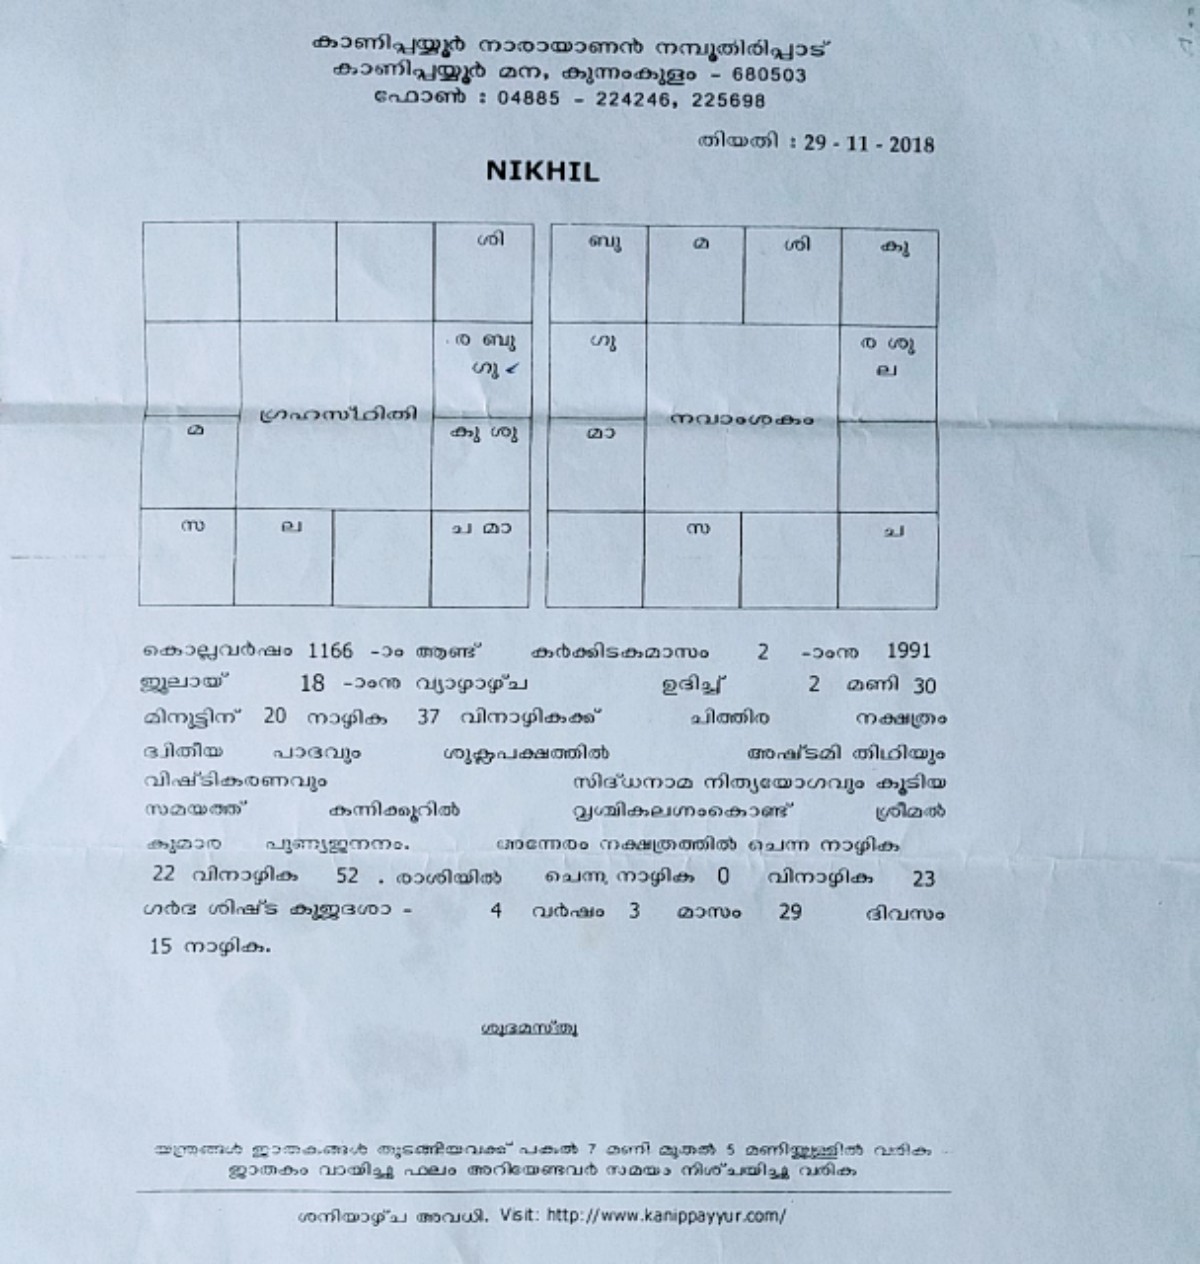 കാണിപ്പയ്യൂർ നാരായാണൻ നമ്പൂതിരിപ്പാട്
കാണിപ്പയ്യൂർ മന, കുന്നംകുളം - 680503
ഫോൺ : 04885 - 224246, 225698
തിയതി : 29 - 11 - 2018
NIKHIL
ശി
ര ബു
ഗു
ഗ്രഹസ്ഥിതി
മ
കു ശു
സ
ല
ച മാ
ബു
മ
ശി
കു
ഗു
ര ശു
ല
നവാംശകം
മാ
സ
ച
കൊല്ലവർഷം 1166 -ാം ആണ്ട് കർക്കിടകമാസം 2 -ാംനു 1991
ജൂലായ് 18 -ാംനു വ്യാഴാഴ്ച ഉദിച്ച് 2 മണി 30
മിനുട്ടിന് 20 നാഴിക 37 വിനാഴികക്ക് ചിത്തിര നക്ഷത്രം
ദ്വിതീയ പാദവും ശുക്ലപക്ഷത്തിൽ അഷ്ടമി തിഥിയും
വിഷ്ടികരണവും സിദ്ധനാമ നിത്യയോഗവും കൂടിയ
സമയത്ത് കന്നിക്കൂറിൽ വൃശ്ചികലഗ്നംകൊണ്ട് ശ്രീമൽ
കുമാര പുണ്യജനനം. അന്നേരം നക്ഷത്രത്തിൽ ചെന്ന നാഴിക
22 വിനാഴിക 52 . രാശിയിൽ ചെന്ന നാഴിക 0 വിനാഴിക 23
ഗർഭ ശിഷ്ട കുജദശാ - 4 വർഷം 3 മാസം 29 ദിവസം
15 നാഴിക.
ശുഭമസ്തു
യന്ത്രങ്ങൾ ജാതകങ്ങൾ തുടങ്ങിയവക്ക് പകൽ 7 മണി മുതൽ 5 മണിയ്ക്കുള്ളിൽ വരിക
ജാതകം വായിച്ചു ഫലം അറിയേണ്ടവർ സമയം നിശ്ചയിച്ചു വരിക
ശനിയാഴ്ച അവധി. Visit: http://www.kanippayyur.com/